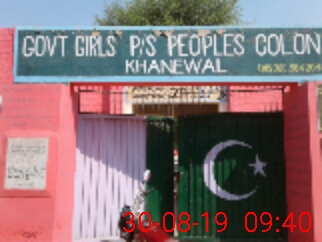 GOVT GIRLS P/S PEOPLES COLON
KHANEWAL
30-08-19 09:40